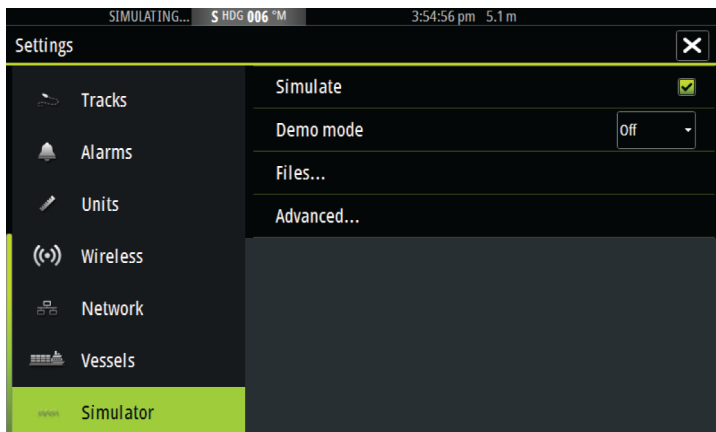 SIMULATING... S HDG 006 °M 3:54:56 pm 5.1 m
Settings
Tracks
Alarms
Units
Wireless
Network
Vessels
Simulator
Simulate
Demo mode Off
Files...
Advanced...